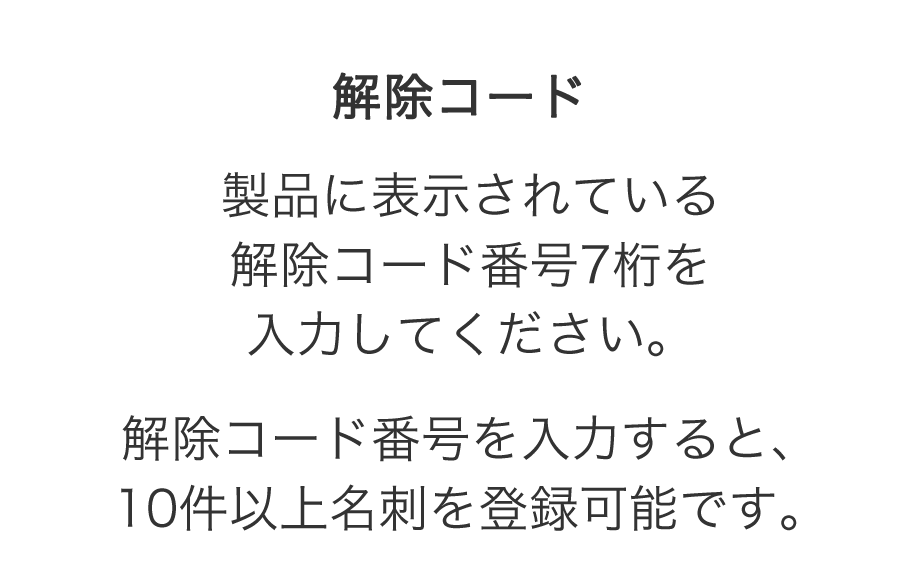 解除コード
製品に表示されている
解除コード番号7桁を
入力してください。
解除コード番号を入力すると、
10件以上名刺を登録可能です。